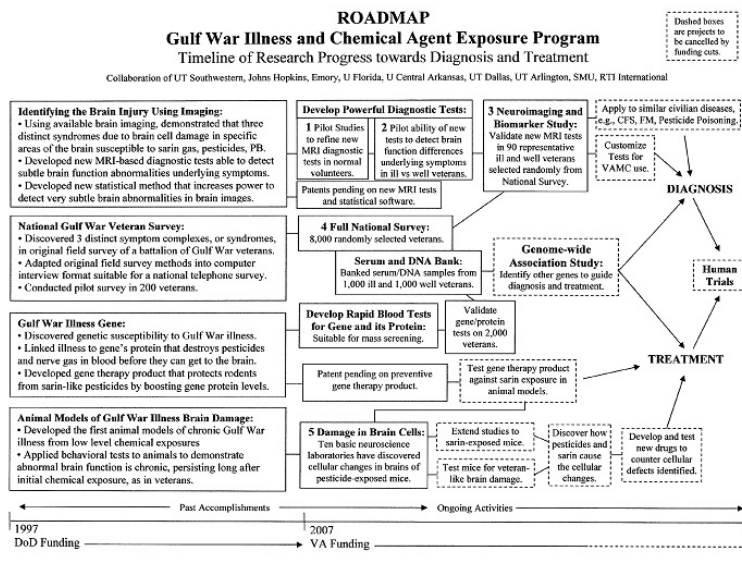 ROADMAP
Gulf War Illness and Chemical Agent Exposure Program
Timeline of Research Progress towards Diagnosis and Treatment
Collaboration of UT Southwestern, Johns Hopkins, Emory, U Florida, U Central Arkansas, UT Dallas, UT Arlington, SMU, RTI International
Dashed boxes
are projects to
be cancelled by
funding cuts.
Identifying the Brain Injury Using Imaging:
• Using available brain imaging, demonstrated that three
distinct syndromes due to brain cell damage in specific
areas of the brain susceptible to sarin gas, pesticides, PB.
• Developed new MRI-based diagnostic tests able to detect
subtle brain function abnormalities underlying symptoms.
• Developed new statistical method that increases power to
detect very subtle brain abnormalities in brain images.
Develop Powerful Diagnostic Tests:
1 Pilot Studies
to refine new
MRI diagnostic
tests in normal
volunteers.
2 Pilot ability of new
tests to detect brain
function differences
underlying symptoms
in ill vs well veterans.
Patents pending on new MRI tests
and statistical software.
3 Neuroimaging and
Biomarker Study:
Validate new MRI tests
in 90 representative
ill and well veterans
selected randomly from
National Survey.
Apply to similar civilian diseases,
e.g., CFS, FM, Pesticide Poisoning.
Customize
Tests for
VAMC use.
DIAGNOSIS
National Gulf War Veteran Survey:
• Discovered 3 distinct symptom complexes, or syndromes,
in original field survey of a battalion of Gulf War veterans.
• Adapted original field survey methods into computer
interview format suitable for a national telephone survey.
• Conducted pilot survey in 200 veterans.
4 Full National Survey:
8,000 randomly selected veterans.
Serum and DNA Bank:
Banked serum/DNA samples from
1,000 ill and 1,000 well veterans.
Genome-wide
Association Study:
Identify other genes to guide
diagnosis and treatment.
Human
Trials
Gulf War Illness Gene:
• Discovered genetic susceptibility to Gulf War illness.
• Linked illness to gene's protein that destroys pesticides
and nerve gas in blood before they can get to the brain.
• Developed gene therapy product that protects rodents
from sarin-like pesticides by boosting gene protein levels.
Develop Rapid Blood Tests
for Gene and its Protein:
Suitable for mass screening.
Validate
gene/protein
tests on 2,000
veterans.
Patent pending on preventive
gene therapy product.
Test gene therapy product
against sarin exposure in
animal models.
TREATMENT
Animal Models of Gulf War Illness Brain Damage:
• Developed the first animal models of chronic Gulf War
illness from low level chemical exposures
• Applied behavioral tests to animals to demonstrate
abnormal brain function is chronic, persisting long after
initial chemical exposure, as in veterans.
5 Damage in Brain Cells:
Ten basic neuroscience
laboratories have discovered
cellular changes in brains of
pesticide-exposed mice.
Extend studies to
sarin-exposed mice.
Test mice for veteran-
like brain damage.
Discover how
pesticides and
sarin cause
the cellular
changes.
Develop and test
new drugs to
counter cellular
defects identified.
Past Accomplishments
Ongoing Activities
1997
2007
DoD Funding
VA Funding